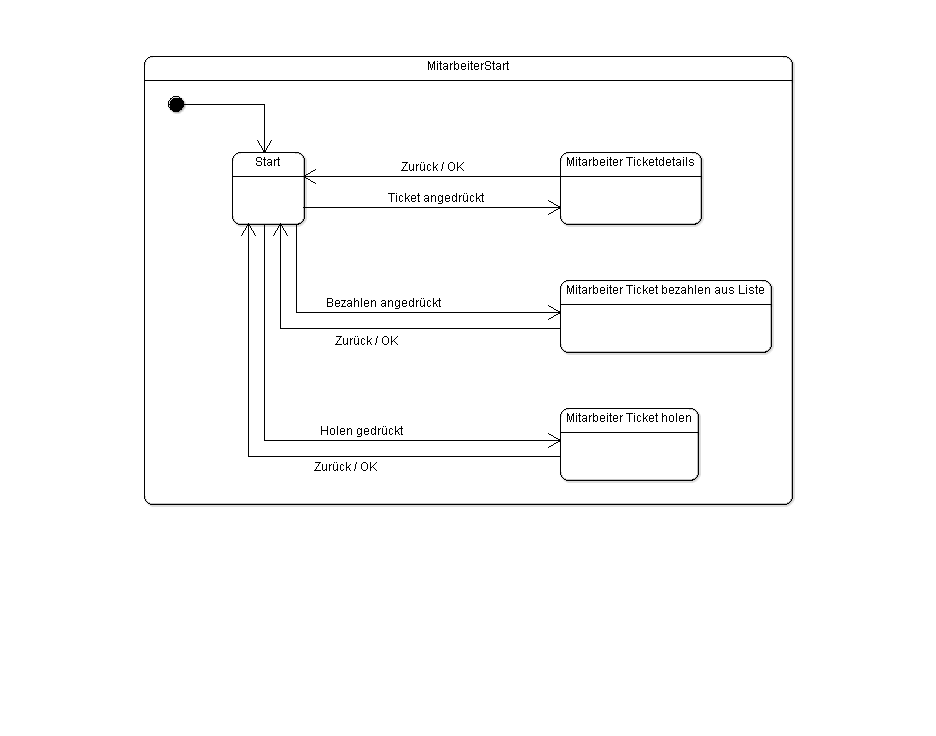 MitarbeiterStart
Start
Zurück / OK
Mitarbeiter Ticketdetails
Ticket angedrückt
Mitarbeiter Ticket bezahlen aus Liste
Bezahlen angedrückt
Zurück / OK
Mitarbeiter Ticket holen
Holen gedrückt
Zurück / OK